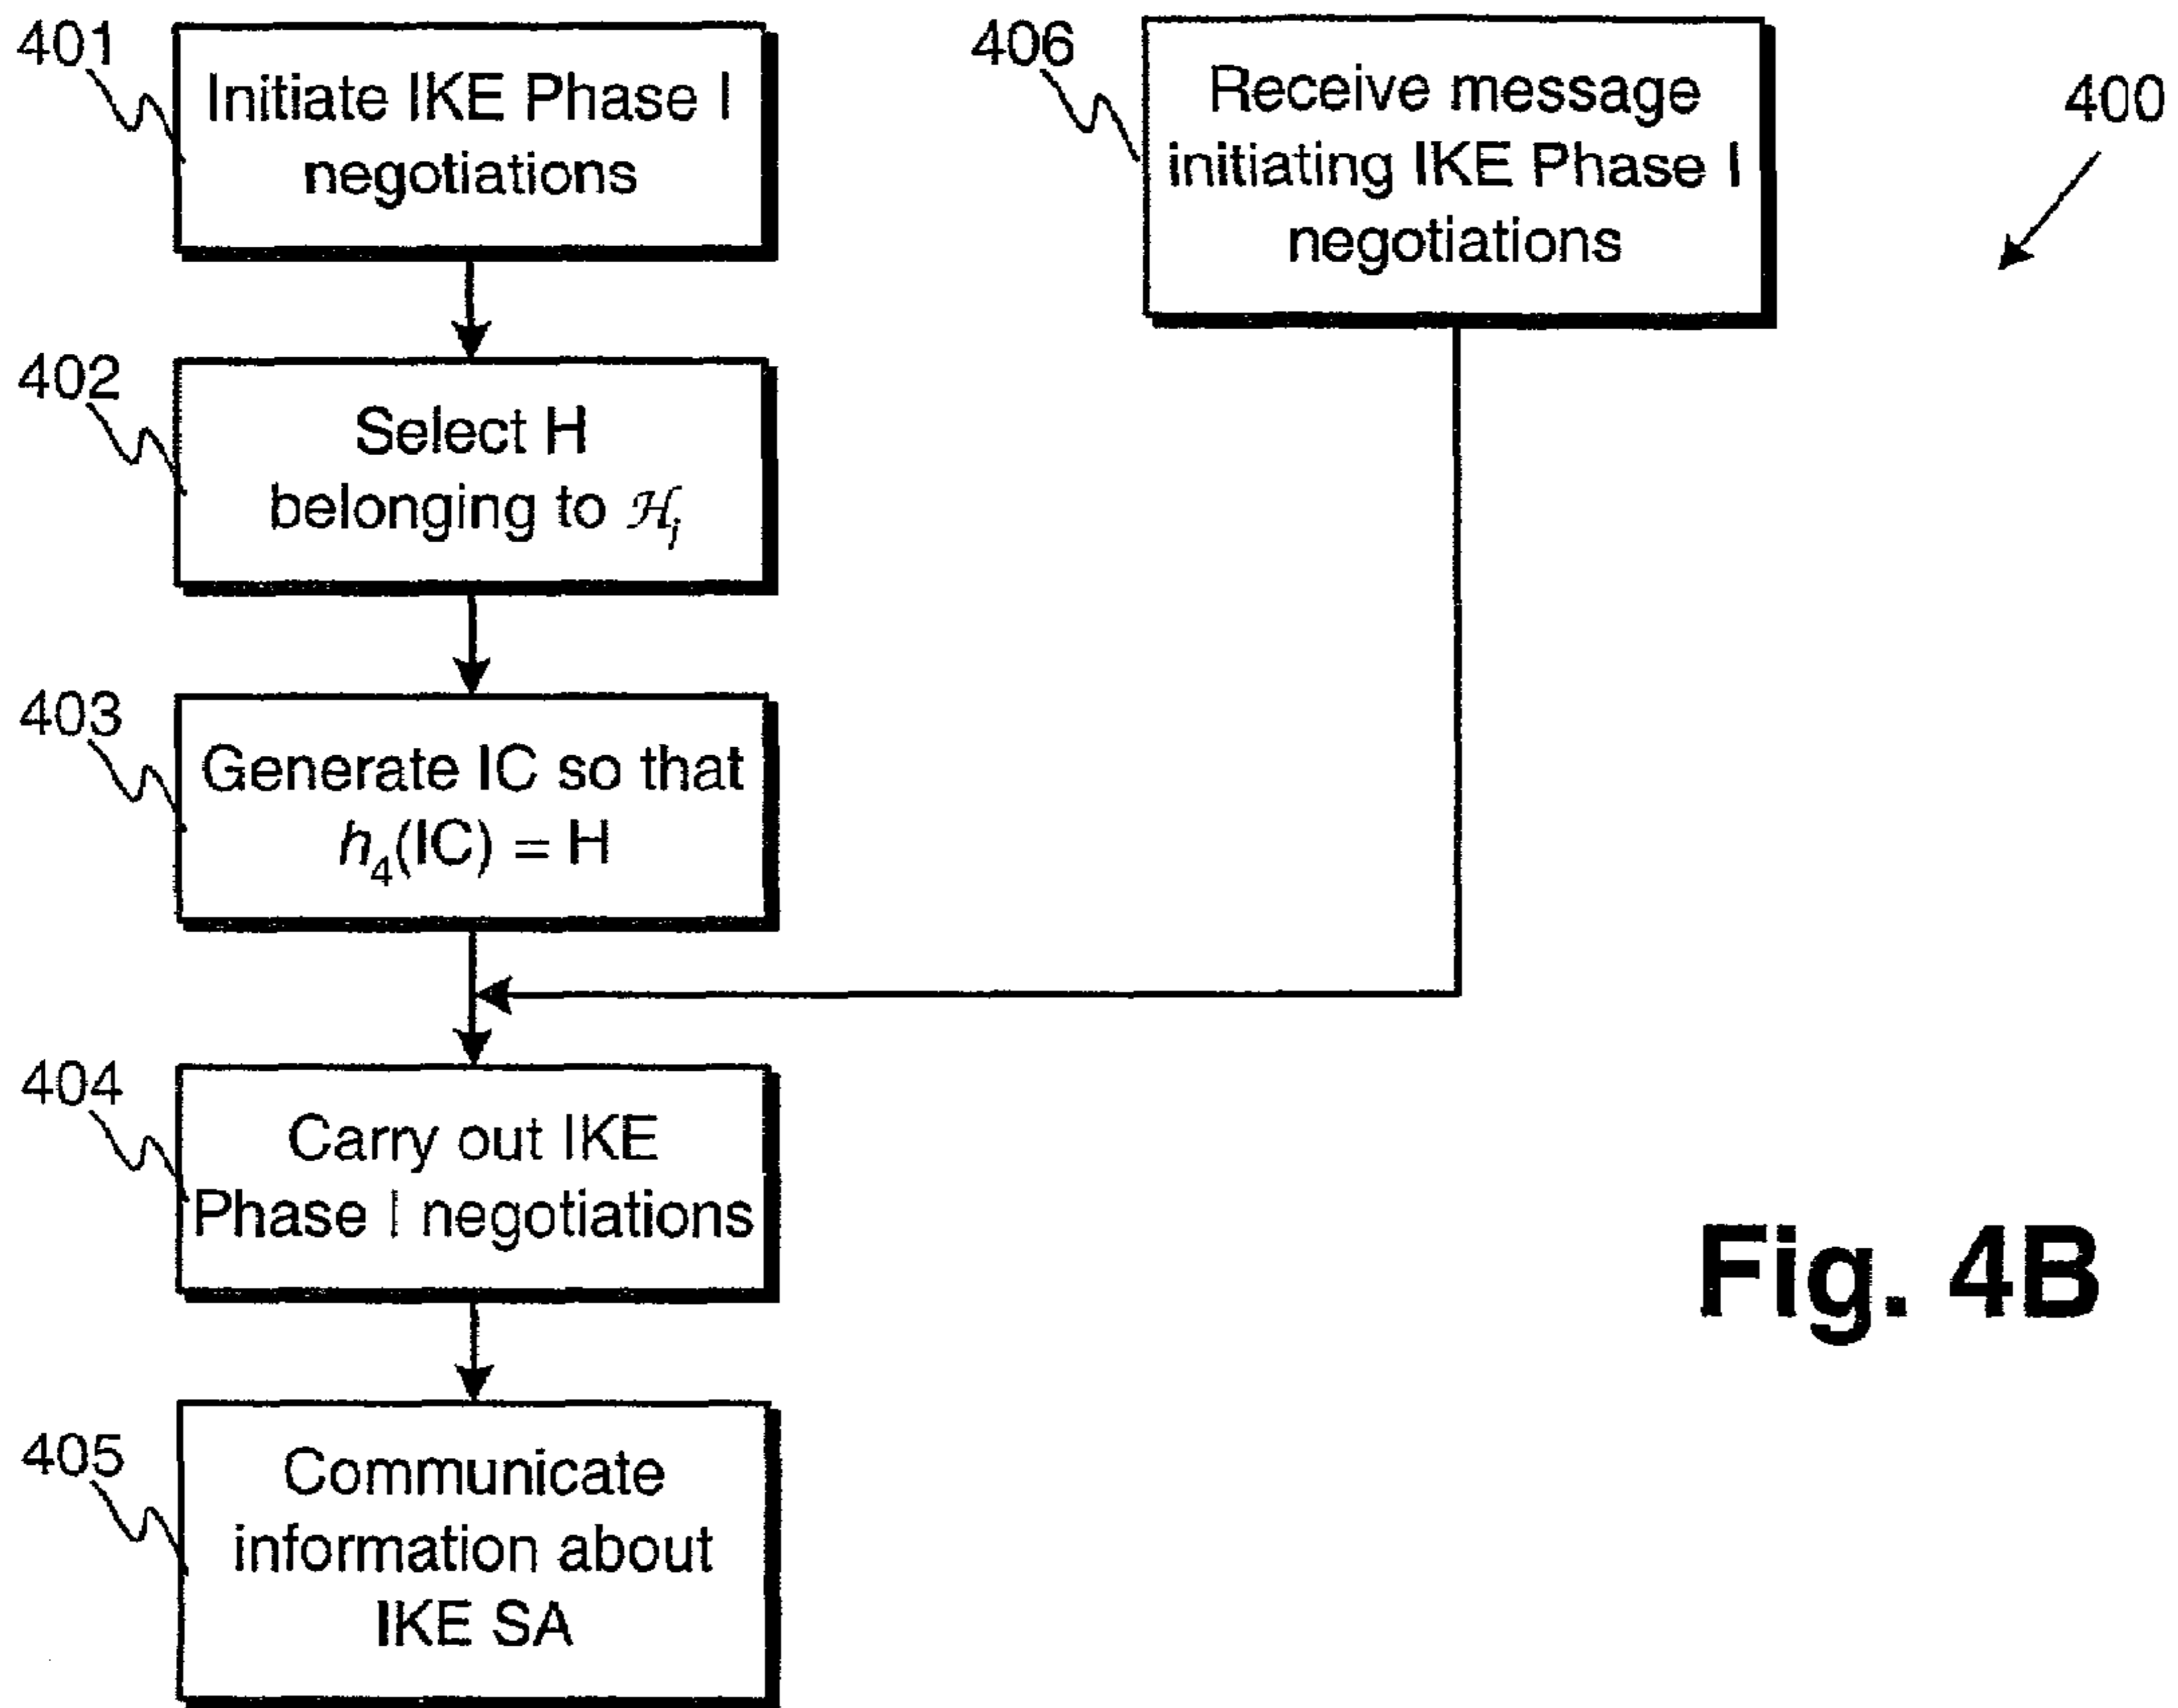 401
Initiate IKE Phase I
negotiations
406
Receive message
initiating IKE Phase I
negotiations
400
402
Select H
belonging to ℋᵢ
403
Generate IC so that
h₄(IC) = H
404
Carry out IKE
Phase I negotiations
405
Communicate
information about
IKE SA
Fig. 4B